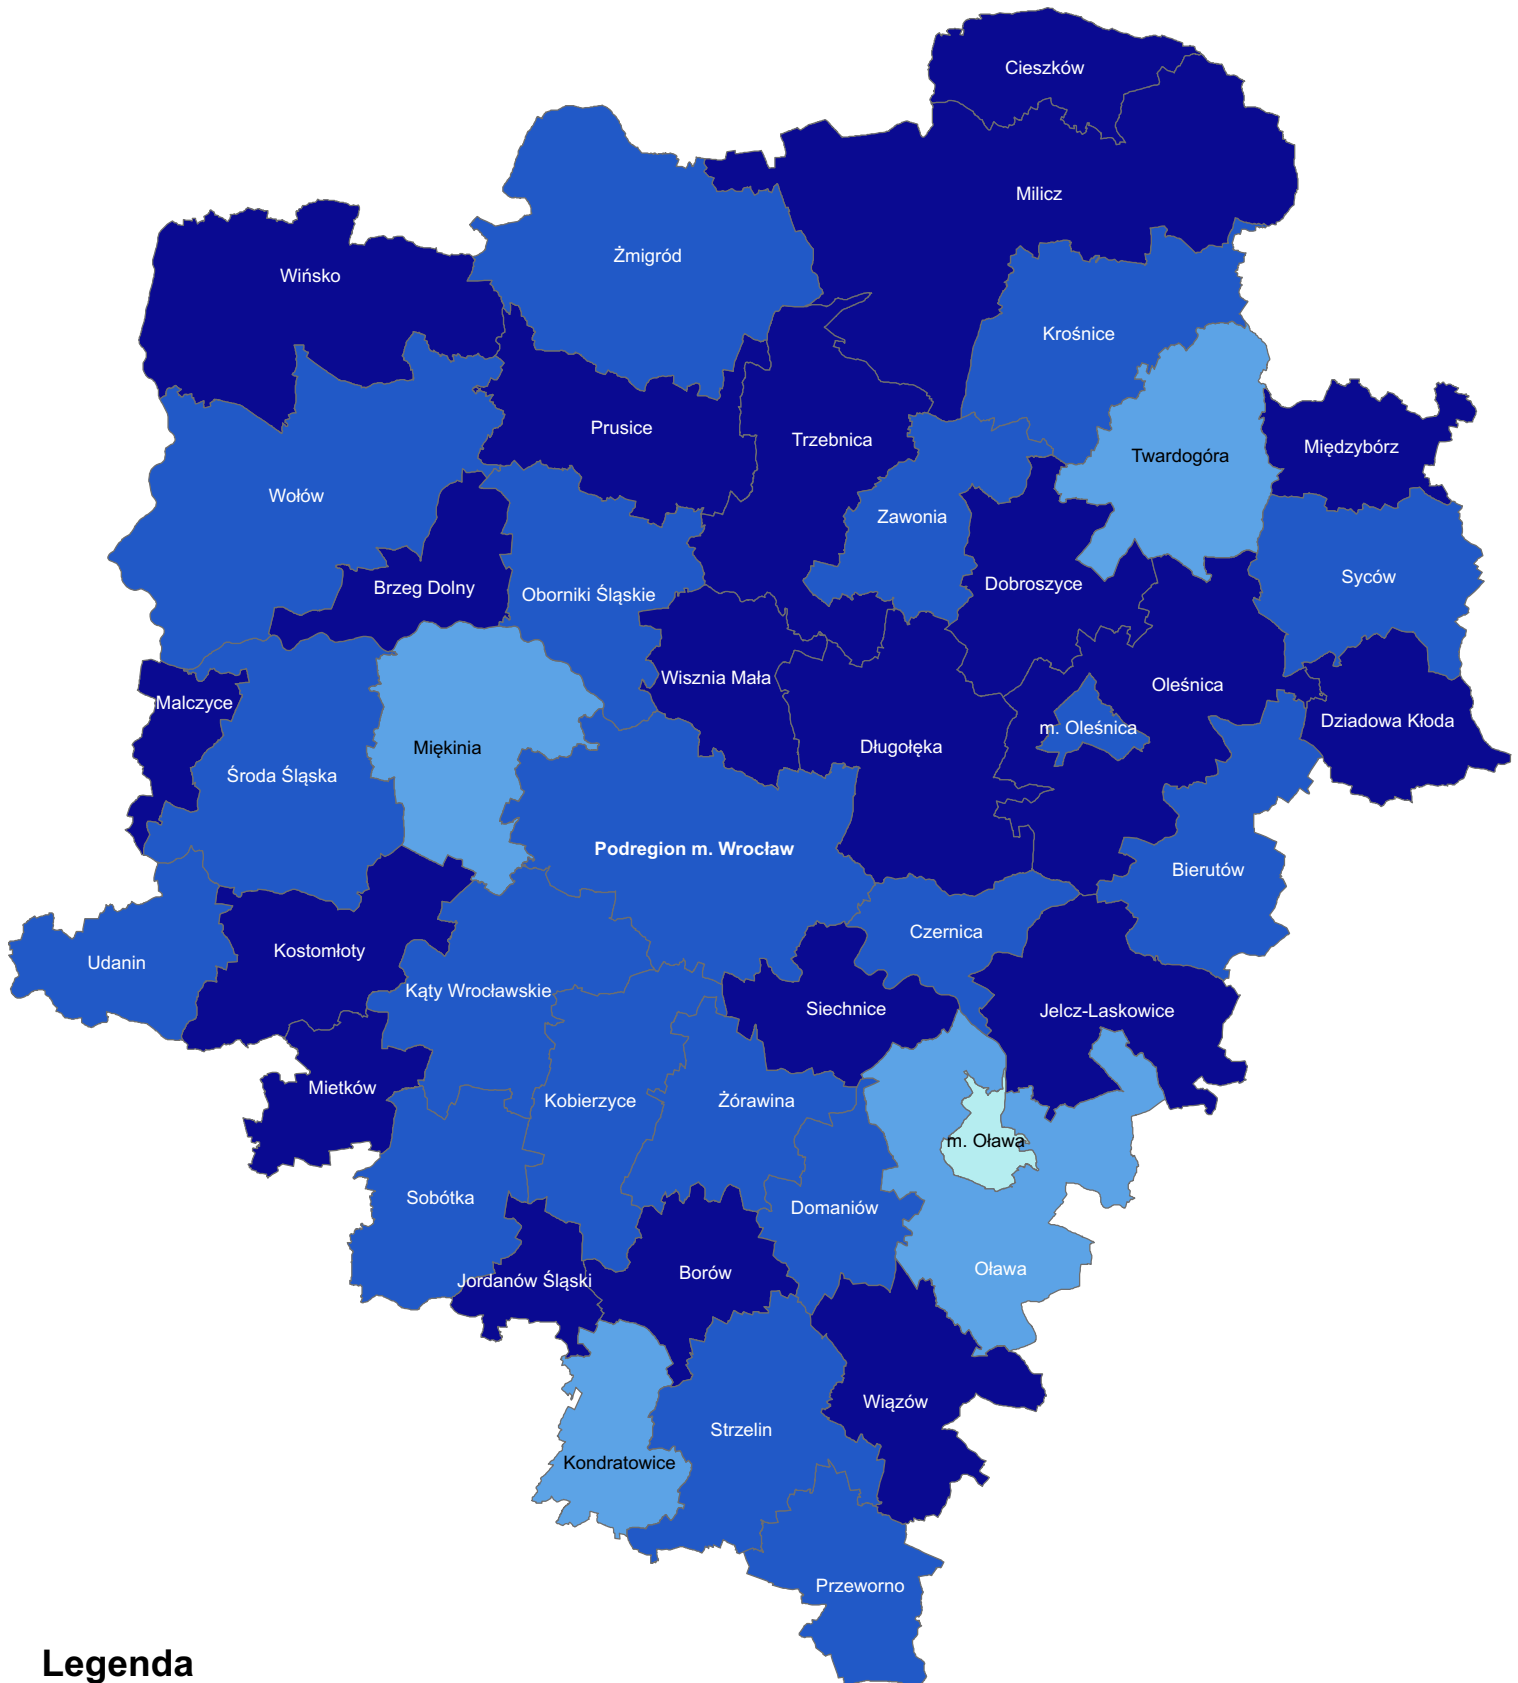 Cieszków
Milicz
Żmigród
Wińsko
Krośnice
Prusice
Trzebnica
Międzybórz
Twardogóra
Wołów
Zawonia
Syców
Dobroszyce
Brzeg Dolny
Oborniki Śląskie
Wisznia Mała
Oleśnica
Malczyce
Dziadowa Kłoda
m. Oleśnica
Miękinia
Długołęka
Środa Śląska
Podregion m. Wrocław
Bierutów
Czernica
Kostomłoty
Udanin
Kąty Wrocławskie
Siechnice
Jelcz-Laskowice
Mietków
Kobierzyce
Żórawina
m. Oława
Sobótka
Domaniów
Oława
Borów
Jordanów Śląski
Wiązów
Strzelin
Kondratowice
Przeworno
Legenda